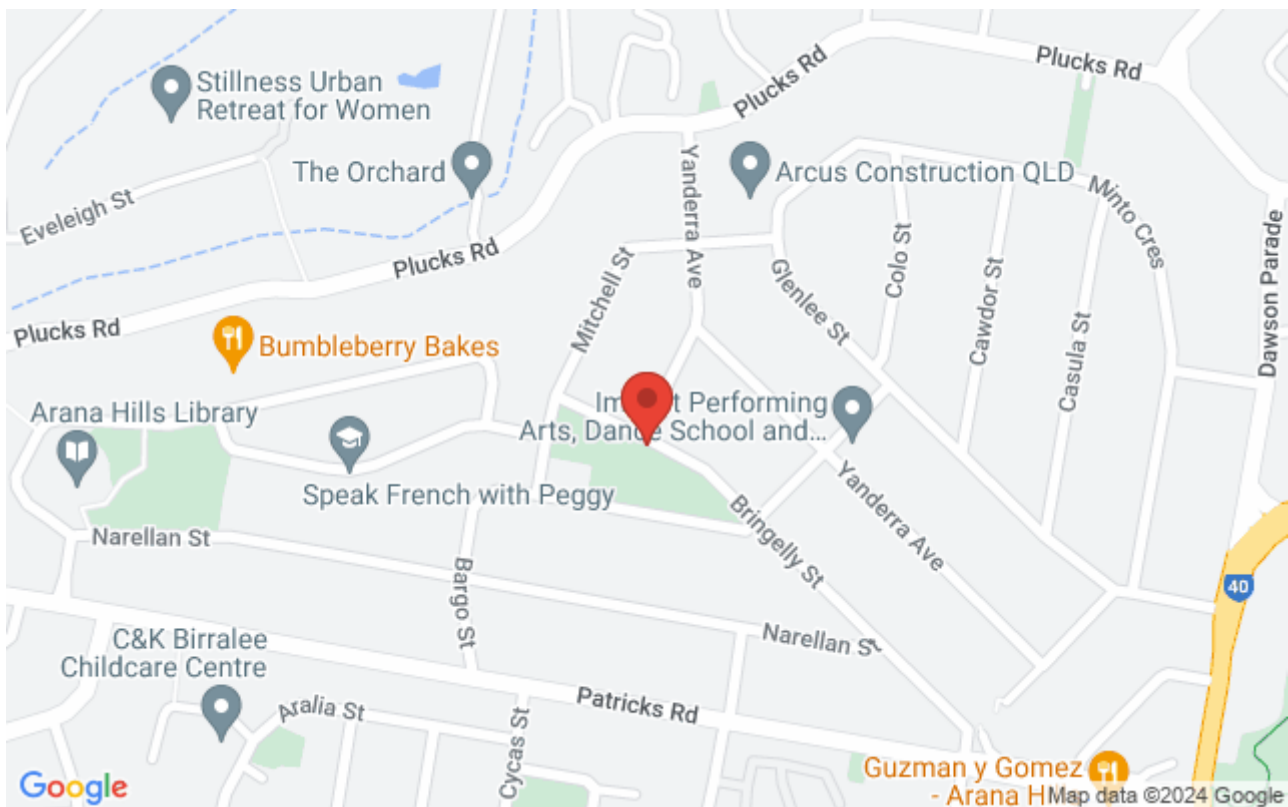 Plucks Rd
Plucks Rd
Stillness Urban
Retreat for Women
The Orchard
Yanderra Ave
Arcus Construction QLD
Minto Cres
Eveleigh St
Plucks Rd
Mitchell St
Glenlee St
Colo St
Cawdor St
Casula St
Dawson Parade
Plucks Rd
Bumbleberry Bakes
Arana Hills Library
Performing
Arts, Dance School and...
Speak French with Peggy
Bringelly St
Yanderra Ave
Narellan St
Bargo St
40
C&K Birralee
Childcare Centre
Narellan S
Aralia St
Cycas St
Patricks Rd
Guzman y Gomez
- Arana H
Google
Map data ©2024 Google